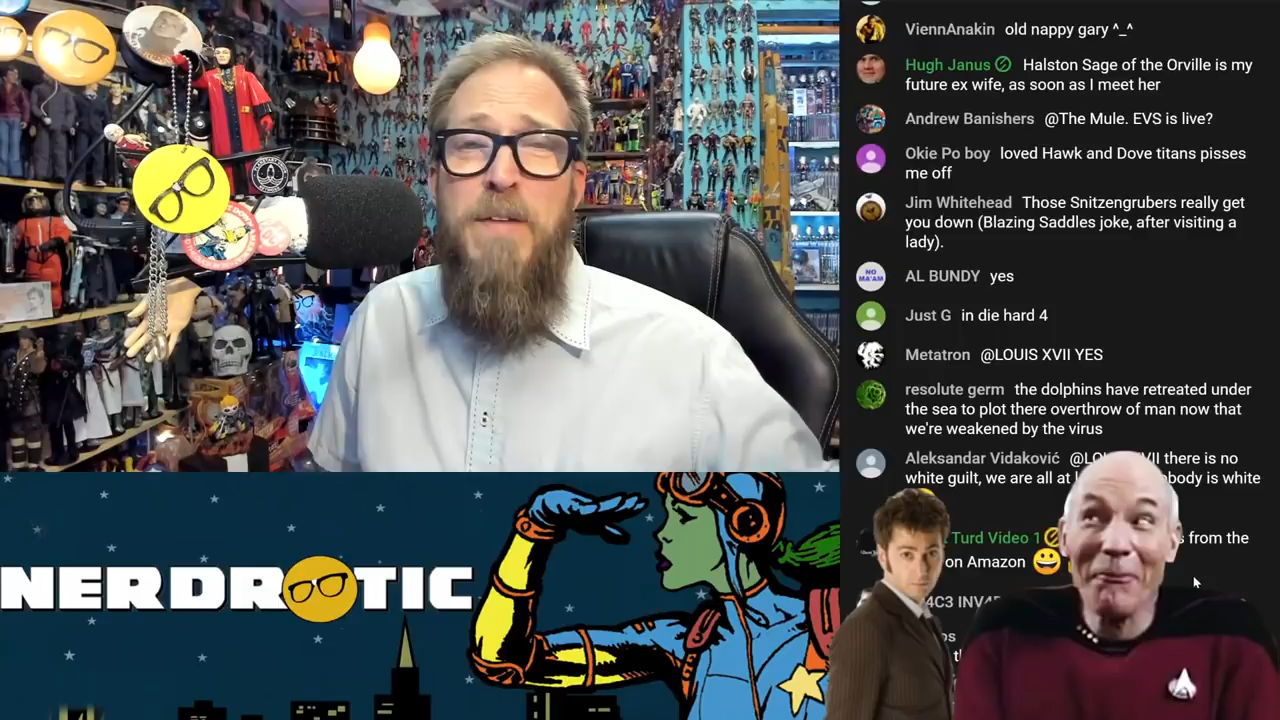 ViennAnakin old nappy gary ^_^
Hugh Janus Halston Sage of the Orville is my
future ex wife, as soon as I meet her
Andrew Banishers @The Mule. EVS is live?
Okie Po boy loved Hawk and Dove titans pisses
me off
Jim Whitehead Those Snitzengrubers really get
you down (Blazing Saddles joke, after visiting a
lady).
NO
MA'AM
AL BUNDY yes
Just G in die hard 4
Metatron @LOUIS XVII YES
resolute germ the dolphins have retreated under
the sea to plot there overthrow of man now that
we're weakened by the virus
Aleksandar Vidaković there is no
white guilt, we are all at body is white
Turd Video 1 from the
on Amazon
NERDROTIC